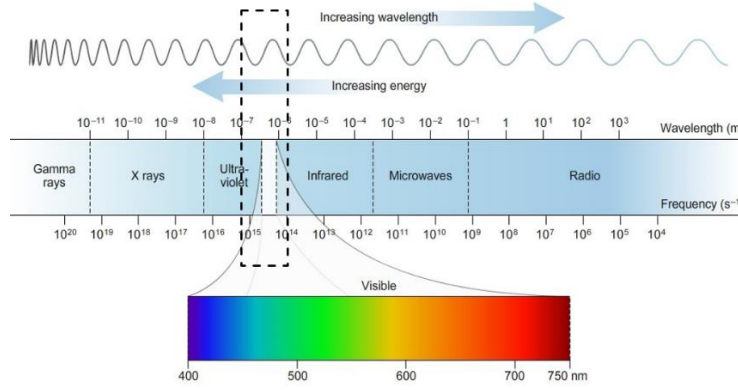 Increasing wavelength
Increasing energy
10⁻¹¹ 10⁻¹⁰ 10⁻⁹ 10⁻⁸ 10⁻⁷ 10⁻⁶ 10⁻⁵ 10⁻⁴ 10⁻³ 10⁻² 10⁻¹ 1 10¹ 10² 10³ Wavelength (m
Gamma rays X rays Ultra-violet Infrared Microwaves Radio
Frequency (s⁻¹
10²⁰ 10¹⁹ 10¹⁸ 10¹⁷ 10¹⁶ 10¹⁵ 10¹⁴ 10¹³ 10¹² 10¹¹ 10¹⁰ 10⁹ 10⁸ 10⁷ 10⁶ 10⁵ 10⁴
Visible
400 500 600 700 750 nm